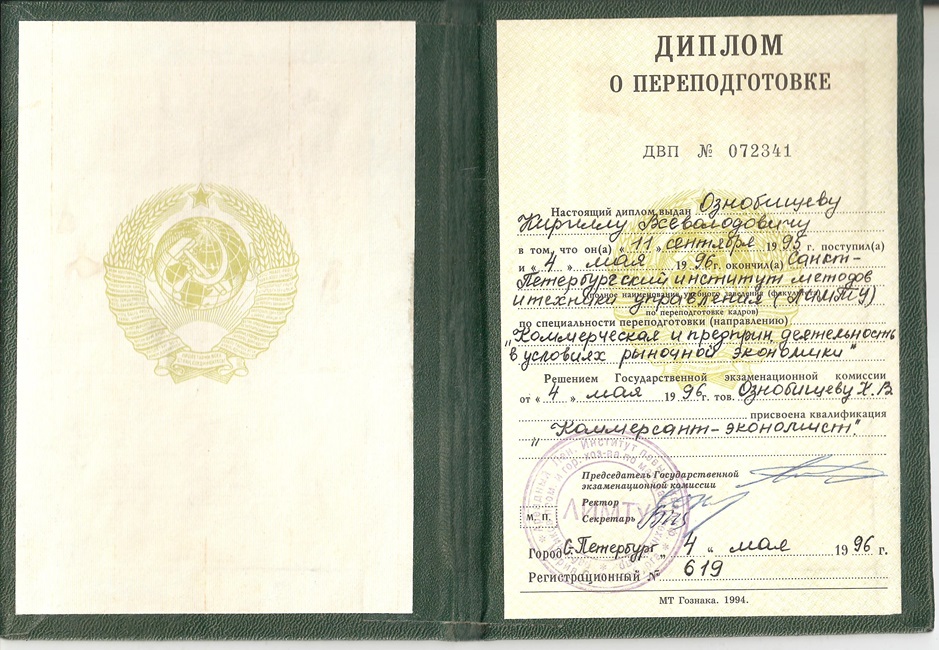 ДИПЛОМ
О ПЕРЕПОДГОТОВКЕ
ДВП № 072341
Настоящий диплом выдан Ознобищеву
Кириллу Всеволодовичу
в том, что он(а) « 11 » сентября 1995 г. поступил(а)
и « 4 » мая 1996 г. окончил(а) Санкт-
Петербургский институт методов
и техники управления (ЛИМТУ)
по переподготовке кадров)
по специальности переподготовки (направлению)
„Коммерческая и предприн деятельность
в условиях рыночной экономики"
Решением Государственной экзаменационной комиссии
от « 4 » мая 1996 г. тов. Ознобищеву К.В
присвоена квалификация
„Коммерсант-экономист".
Председатель Государственной
экзаменационной комиссии
Ректор
М. П.
Секретарь
ЛИМТУ
Город С.Петербург „ 4 " мая 1996 г.
Регистрационный № 619
МТ Гознака. 1994.